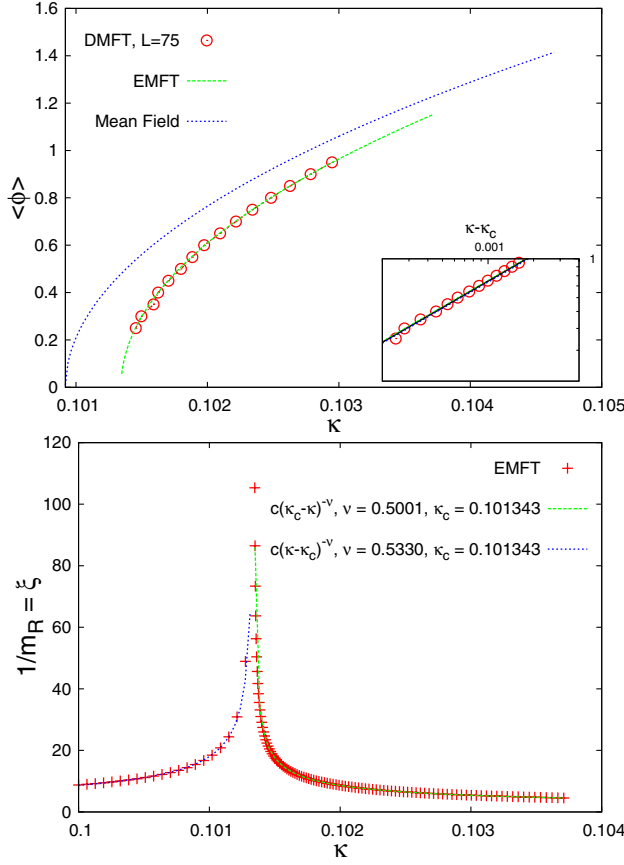 1.6
1.4
1.2
1
0.8
0.6
0.4
0.2
0
<ϕ>
DMFT, L=75
EMFT
Mean Field
κ-κc
0.001
1
0.101
0.102
0.103
0.104
0.105
κ
120
100
80
60
40
20
0
1/mR = ξ
EMFT
c(κc-κ)-ν, ν = 0.5001, κc = 0.101343
c(κ-κc)-ν, ν = 0.5330, κc = 0.101343
0.1
0.101
0.102
0.103
0.104
κ